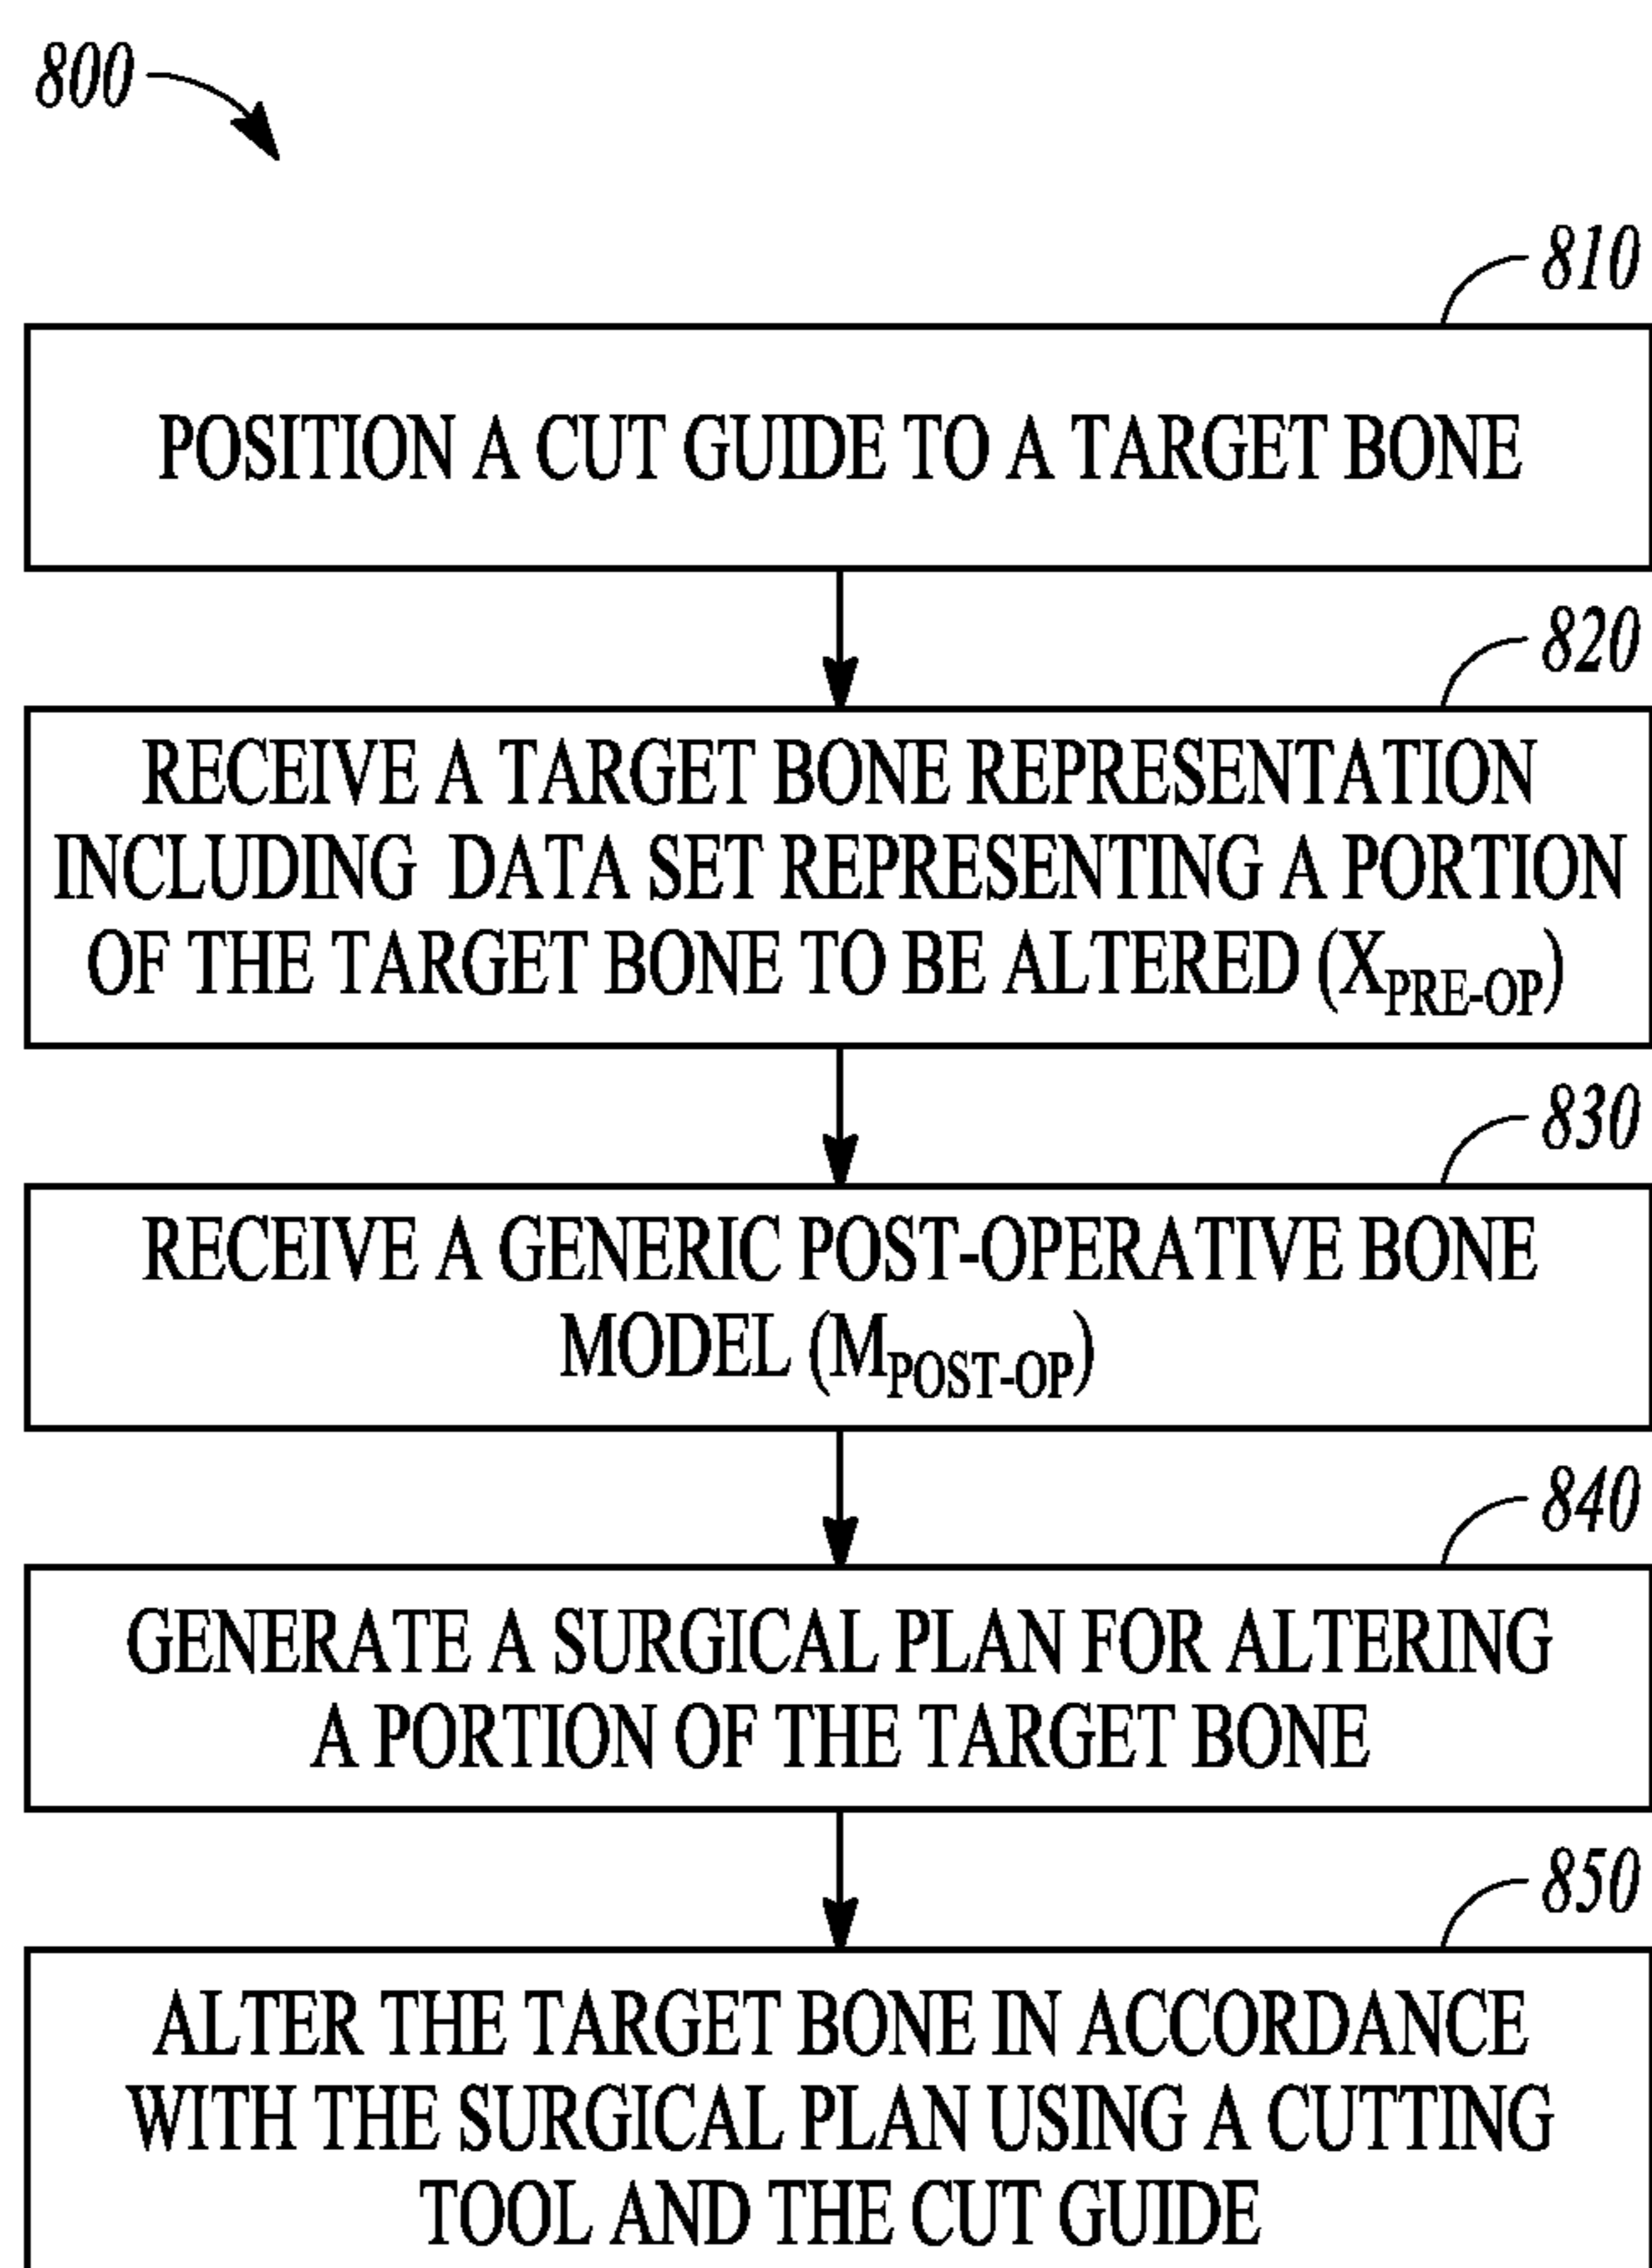 800
810
POSITION A CUT GUIDE TO A TARGET BONE
820
RECEIVE A TARGET BONE REPRESENTATION
INCLUDING DATA SET REPRESENTING A PORTION
OF THE TARGET BONE TO BE ALTERED (XPRE-OP)
830
RECEIVE A GENERIC POST-OPERATIVE BONE
MODEL (MPOST-OP)
840
GENERATE A SURGICAL PLAN FOR ALTERING
A PORTION OF THE TARGET BONE
850
ALTER THE TARGET BONE IN ACCORDANCE
WITH THE SURGICAL PLAN USING A CUTTING
TOOL AND THE CUT GUIDE